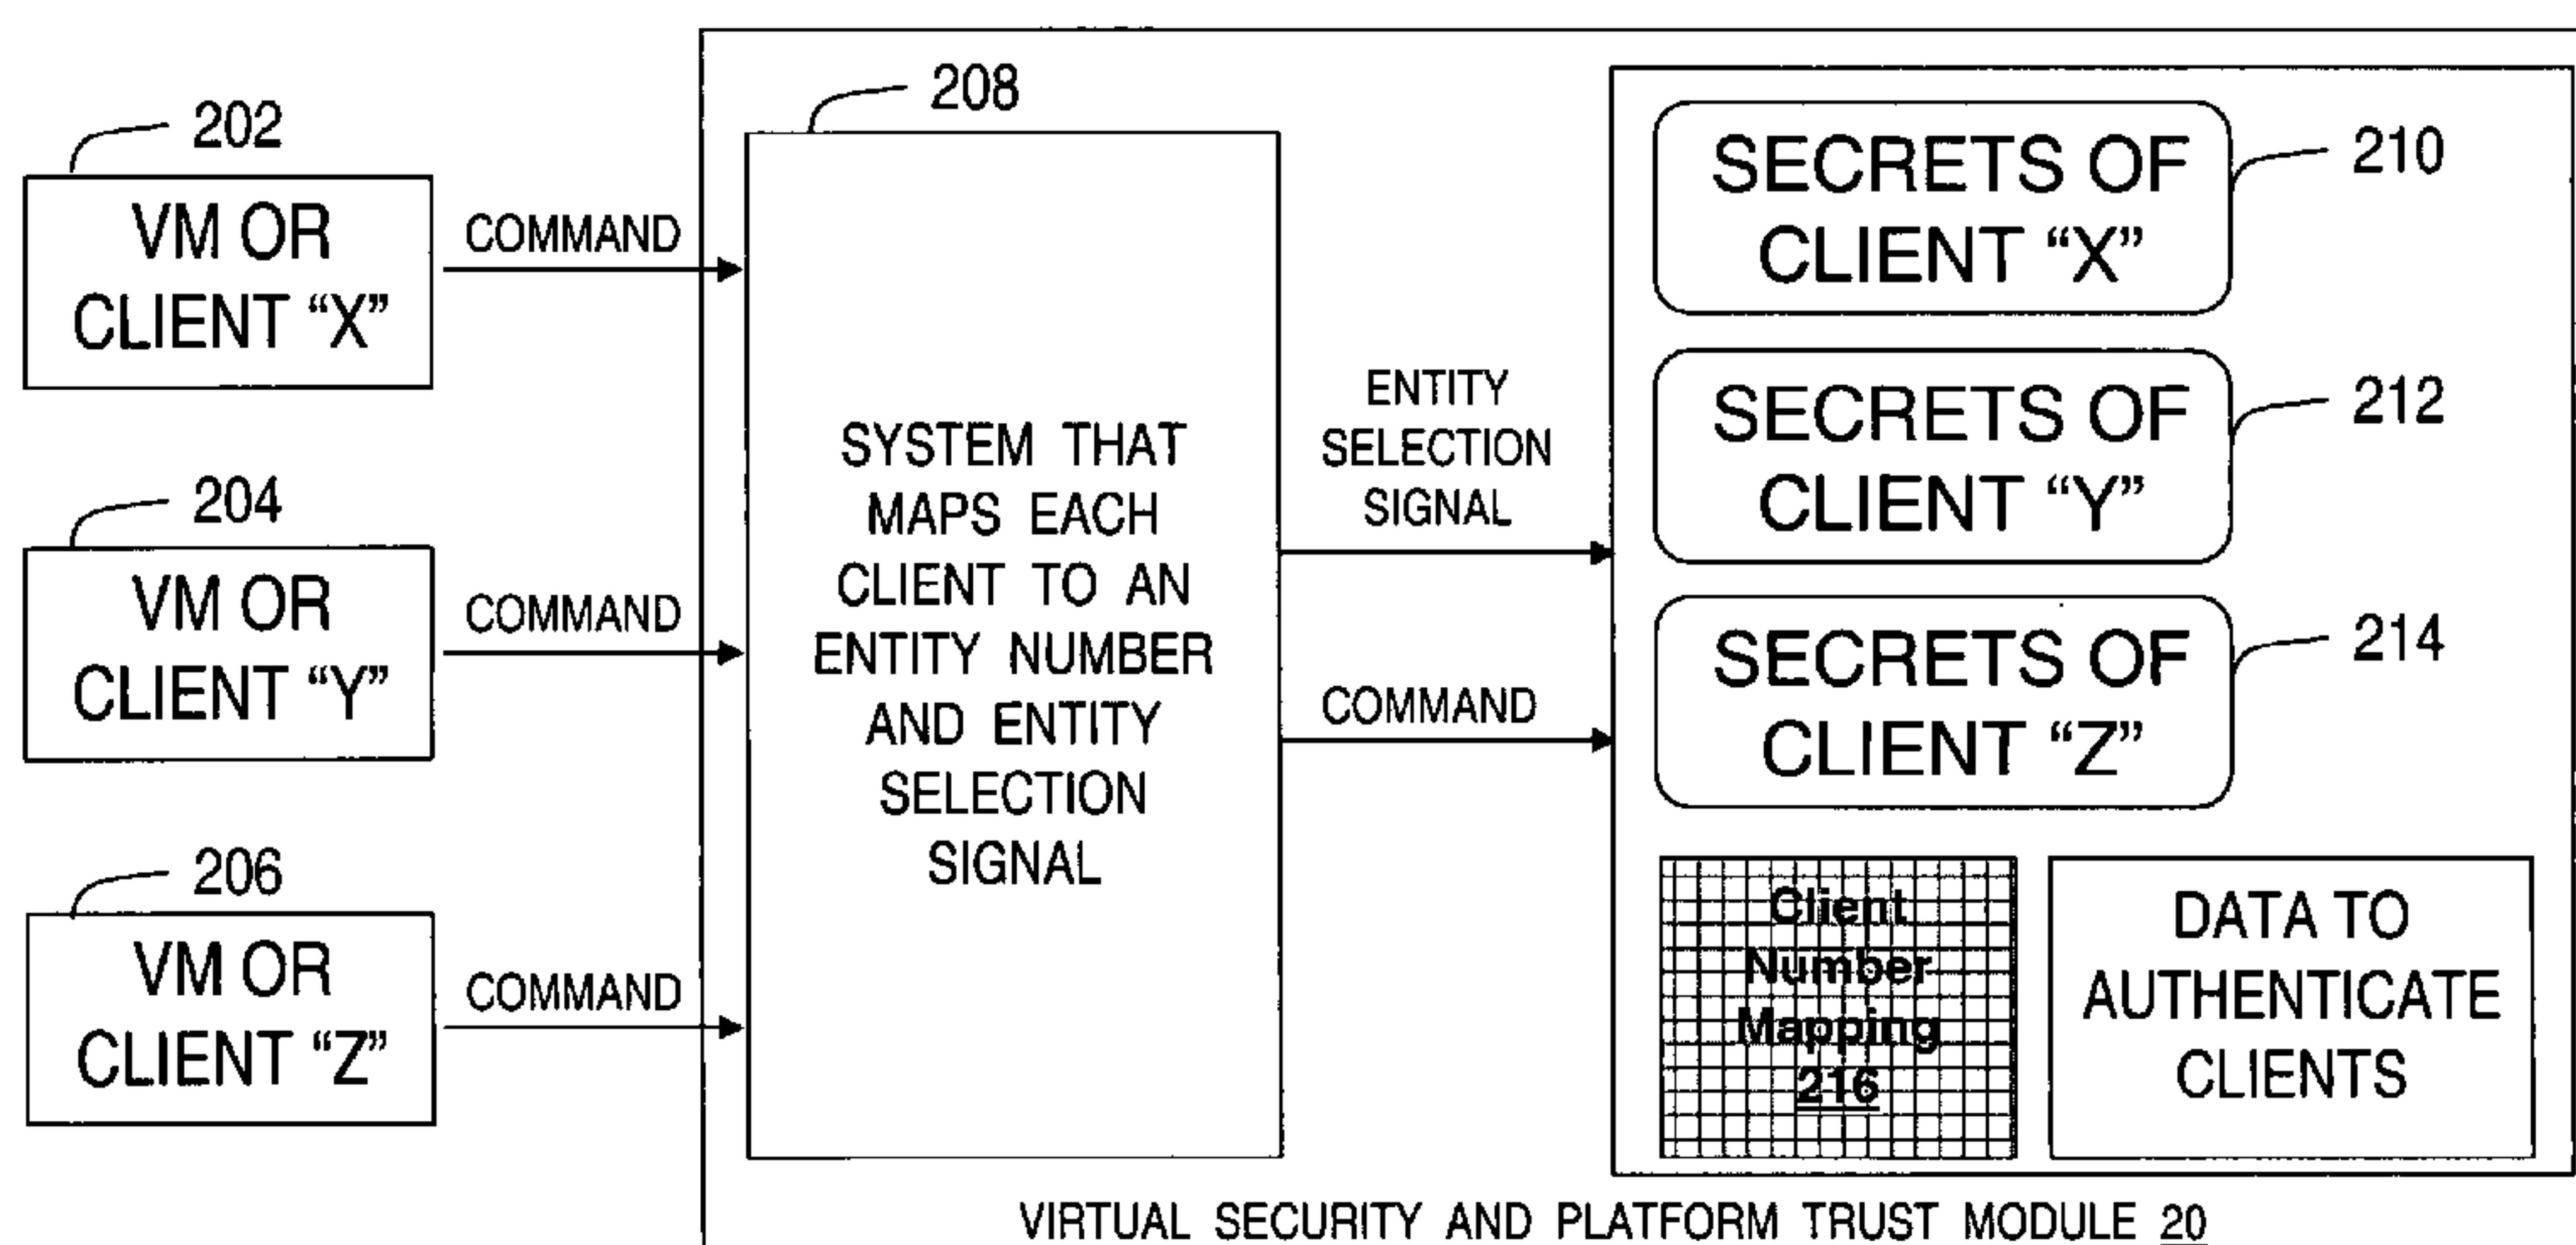 202
VM OR
CLIENT “X”
COMMAND
204
VM OR
CLIENT “Y”
COMMAND
206
VM OR
CLIENT “Z”
COMMAND
208
SYSTEM THAT
MAPS EACH
CLIENT TO AN
ENTITY NUMBER
AND ENTITY
SELECTION
SIGNAL
ENTITY
SELECTION
SIGNAL
COMMAND
SECRETS OF
CLIENT “X”
210
SECRETS OF
CLIENT “Y”
212
SECRETS OF
CLIENT “Z”
214
Client
Number
Mapping
216
DATA TO
AUTHENTICATE
CLIENTS
VIRTUAL SECURITY AND PLATFORM TRUST MODULE 20